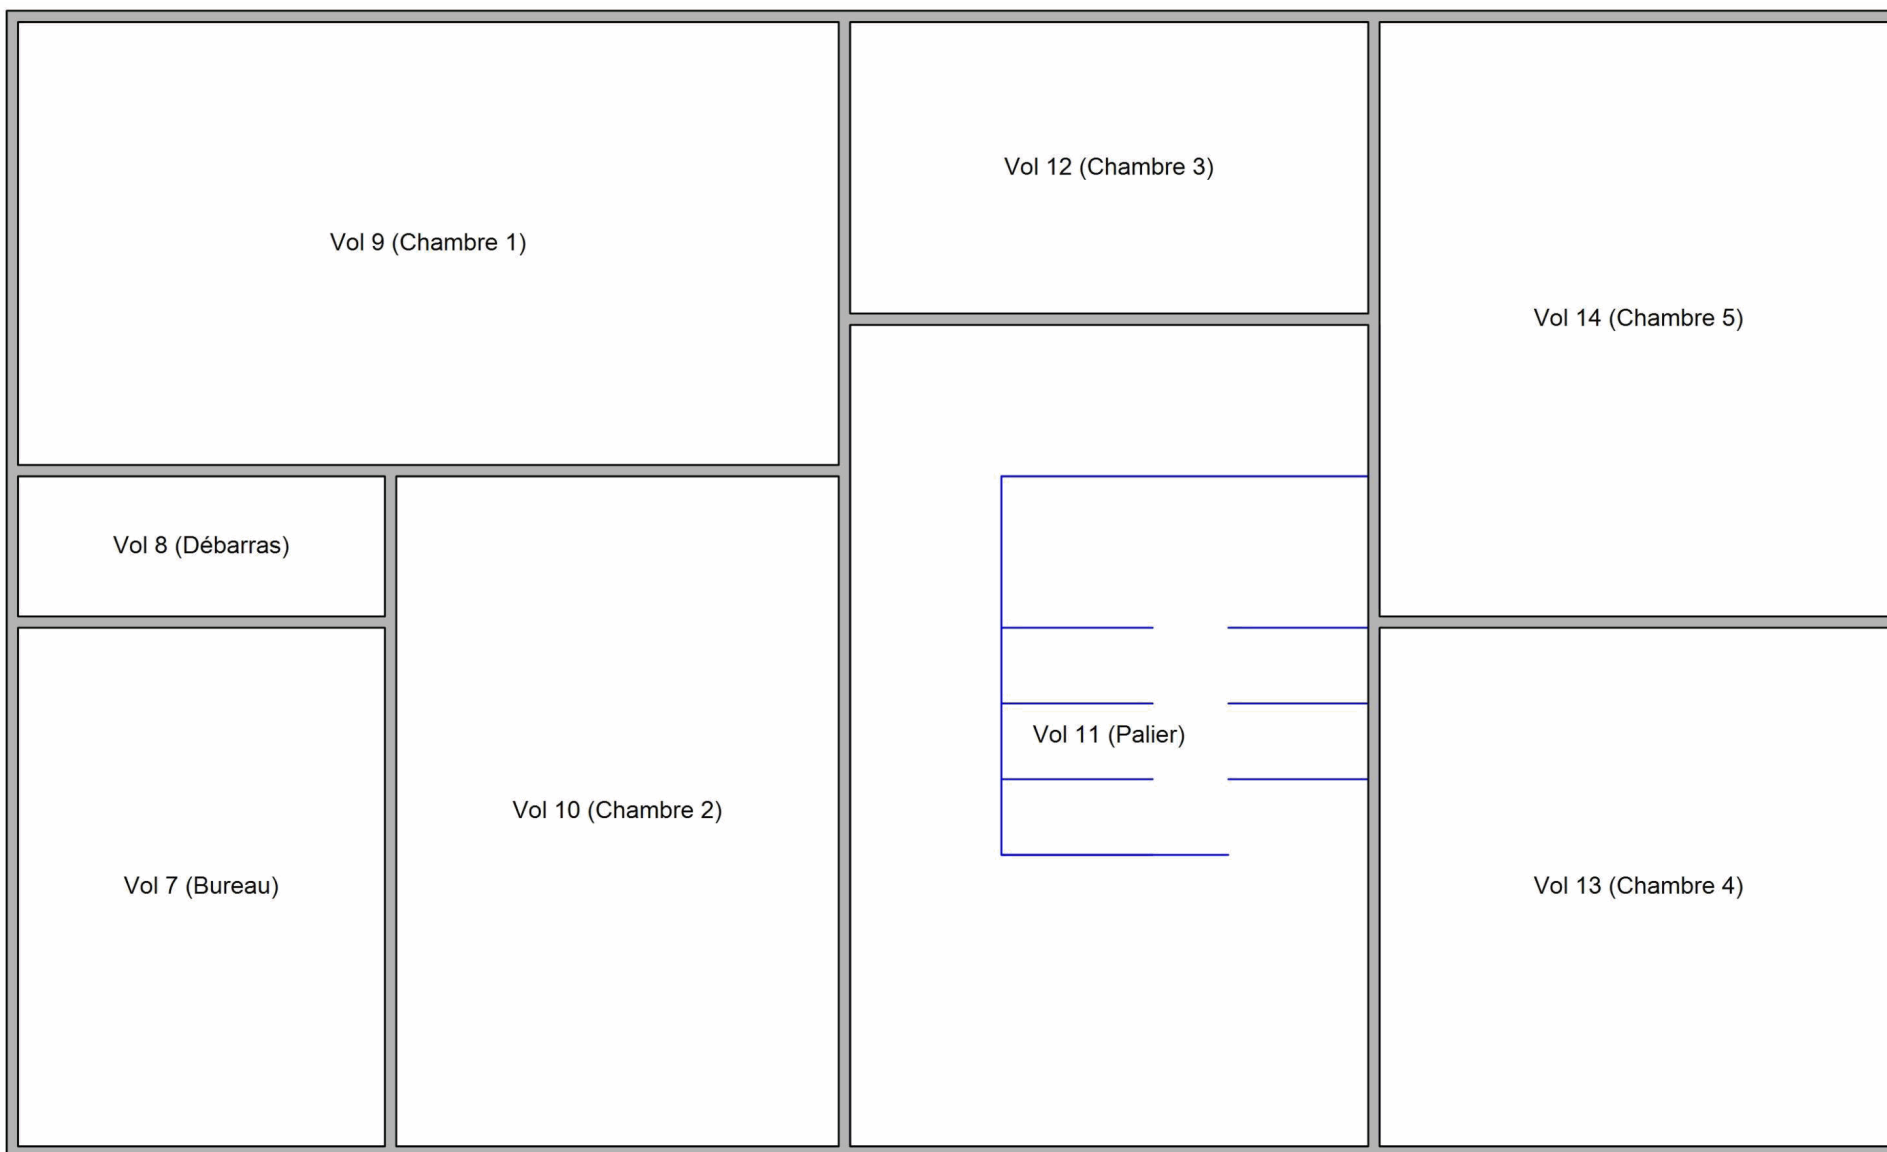 Vol 12 (Chambre 3)
Vol 9 (Chambre 1)
Vol 14 (Chambre 5)
Vol 8 (Débarras)
Vol 11 (Palier)
Vol 10 (Chambre 2)
Vol 7 (Bureau)
Vol 13 (Chambre 4)